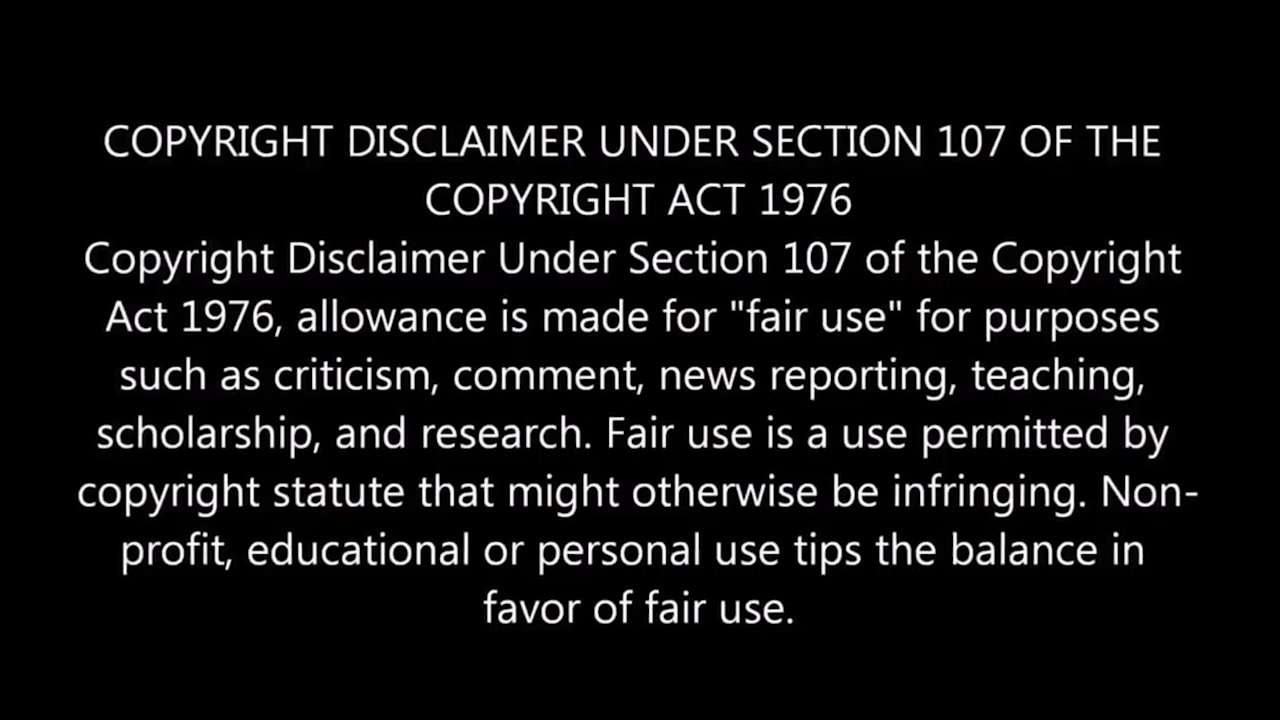 COPYRIGHT DISCLAIMER UNDER SECTION 107 OF THE
COPYRIGHT ACT 1976
Copyright Disclaimer Under Section 107 of the Copyright
Act 1976, allowance is made for "fair use" for purposes
such as criticism, comment, news reporting, teaching,
scholarship, and research. Fair use is a use permitted by
copyright statute that might otherwise be infringing. Non-
profit, educational or personal use tips the balance in
favor of fair use.